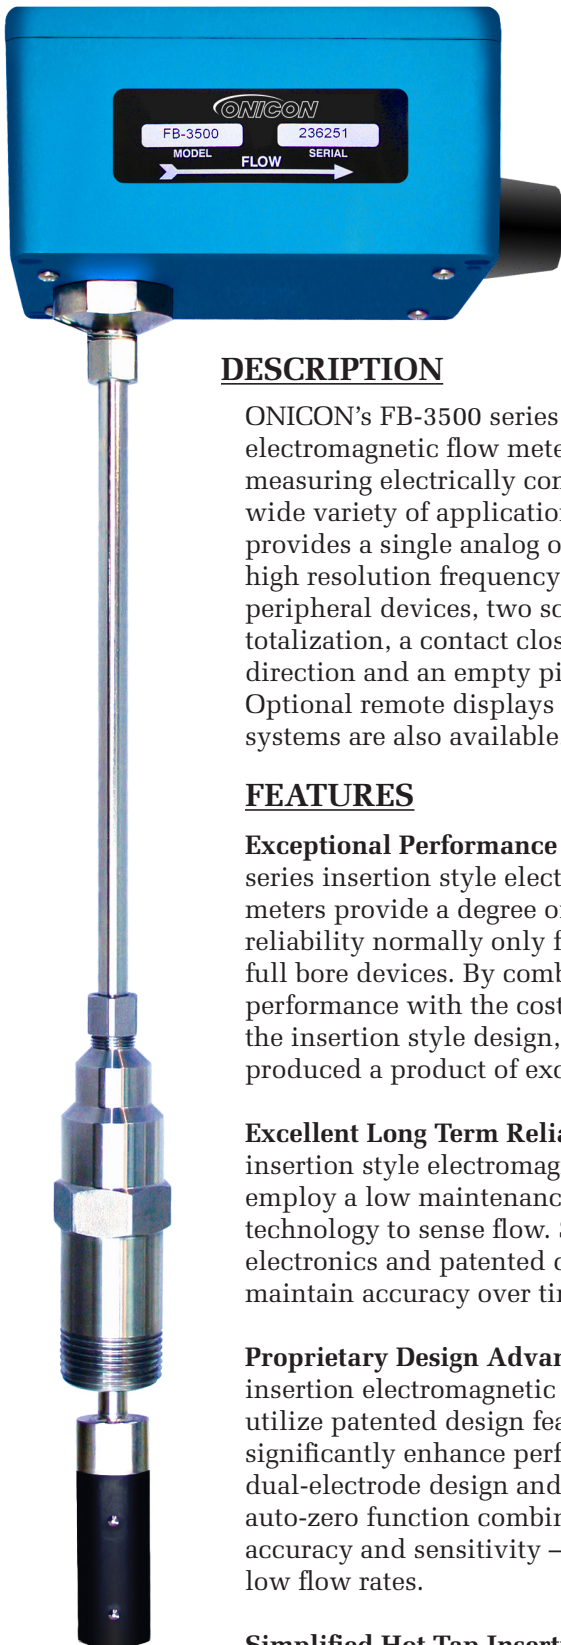 ONICON
FB-3500 236251
MODEL SERIAL
FLOW
DESCRIPTION
ONICON’s FB-3500 series
electromagnetic flow mete
measuring electrically con
wide variety of application
provides a single analog o
high resolution frequency
peripheral devices, two sc
totalization, a contact clos
direction and an empty pi
Optional remote displays
systems are also available
FEATURES
Exceptional Performance
series insertion style elect
meters provide a degree o
reliability normally only f
full bore devices. By comb
performance with the cost
the insertion style design,
produced a product of exc
Excellent Long Term Relia
insertion style electromag
employ a low maintenanc
technology to sense flow.
electronics and patented
maintain accuracy over ti
Proprietary Design Advan
insertion electromagnetic
utilize patented design fea
significantly enhance perf
dual-electrode design and
auto-zero function combin
accuracy and sensitivity –
low flow rates.
Simplified Hot Tap Insert